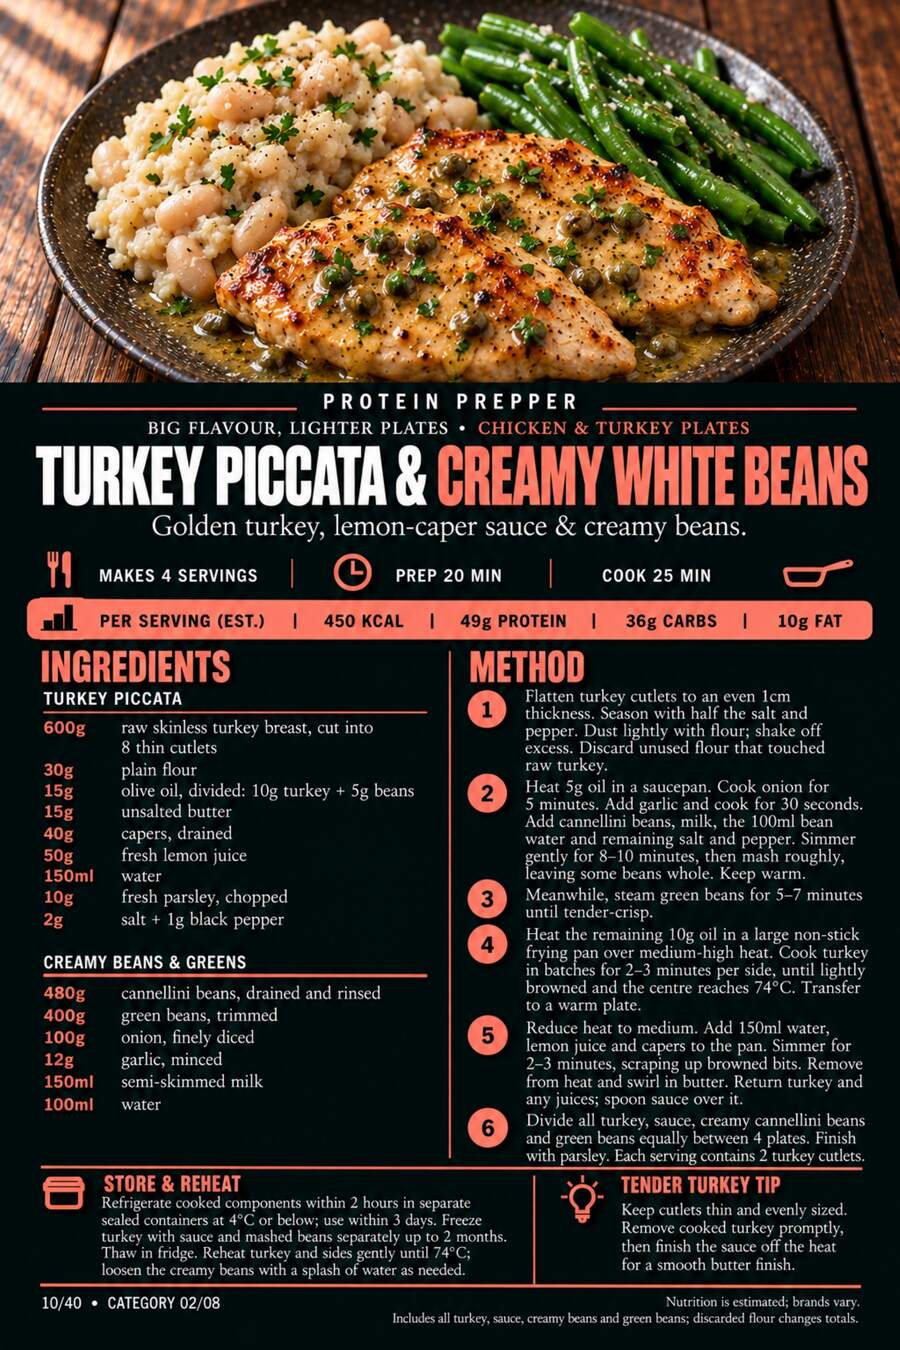 PROTEIN PREPPER
BIG FLAVOUR, LIGHTER PLATES • CHICKEN & TURKEY PLATES
TURKEY PICCATA & CREAMY WHITE BEANS
Golden turkey, lemon-caper sauce & creamy beans.
MAKES 4 SERVINGS | PREP 20 MIN | COOK 25 MIN
PER SERVING (EST.) | 450 KCAL | 49g PROTEIN | 36g CARBS | 10g FAT
INGREDIENTS
TURKEY PICCATA
600g raw skinless turkey breast, cut into
8 thin cutlets
30g plain flour
15g olive oil, divided: 10g turkey + 5g beans
15g unsalted butter
40g capers, drained
50g fresh lemon juice
150ml water
10g fresh parsley, chopped
2g salt + 1g black pepper
CREAMY BEANS & GREENS
480g cannellini beans, drained and rinsed
400g green beans, trimmed
100g onion, finely diced
12g garlic, minced
150ml semi-skimmed milk
100ml water
METHOD
1 Flatten turkey cutlets to an even 1cm
thickness. Season with half the salt and
pepper. Dust lightly with flour; shake off
excess. Discard unused flour that touched
raw turkey.
2 Heat 5g oil in a saucepan. Cook onion for
5 minutes. Add garlic and cook for 30 seconds.
Add cannellini beans, milk, the 100ml bean
water and remaining salt and pepper. Simmer
gently for 8–10 minutes, then mash roughly,
leaving some beans whole. Keep warm.
3 Meanwhile, steam green beans for 5–7 minutes
until tender-crisp.
4 Heat the remaining 10g oil in a large non-stick
frying pan over medium-high heat. Cook turkey
in batches for 2–3 minutes per side, until lightly
browned and the centre reaches 74°C. Transfer
to a warm plate.
5 Reduce heat to medium. Add 150ml water,
lemon juice and capers to the pan. Simmer for
2–3 minutes, scraping up browned bits. Remove
from heat and swirl in butter. Return turkey and
any juices; spoon sauce over it.
6 Divide all turkey, sauce, creamy cannellini beans
and green beans equally between 4 plates. Finish
with parsley. Each serving contains 2 turkey cutlets.
STORE & REHEAT
Refrigerate cooked components within 2 hours in separate
sealed containers at 4°C or below; use within 3 days. Freeze
turkey with sauce and mashed beans separately up to 2 months.
Thaw in fridge. Reheat turkey and sides gently until 74°C;
loosen the creamy beans with a splash of water as needed.
TENDER TURKEY TIP
Keep cutlets thin and evenly sized.
Remove cooked turkey promptly,
then finish the sauce off the heat
for a smooth butter finish.
10/40 • CATEGORY 02/08
Nutrition is estimated; brands vary.
Includes all turkey, sauce, creamy beans and green beans; discarded flour changes totals.